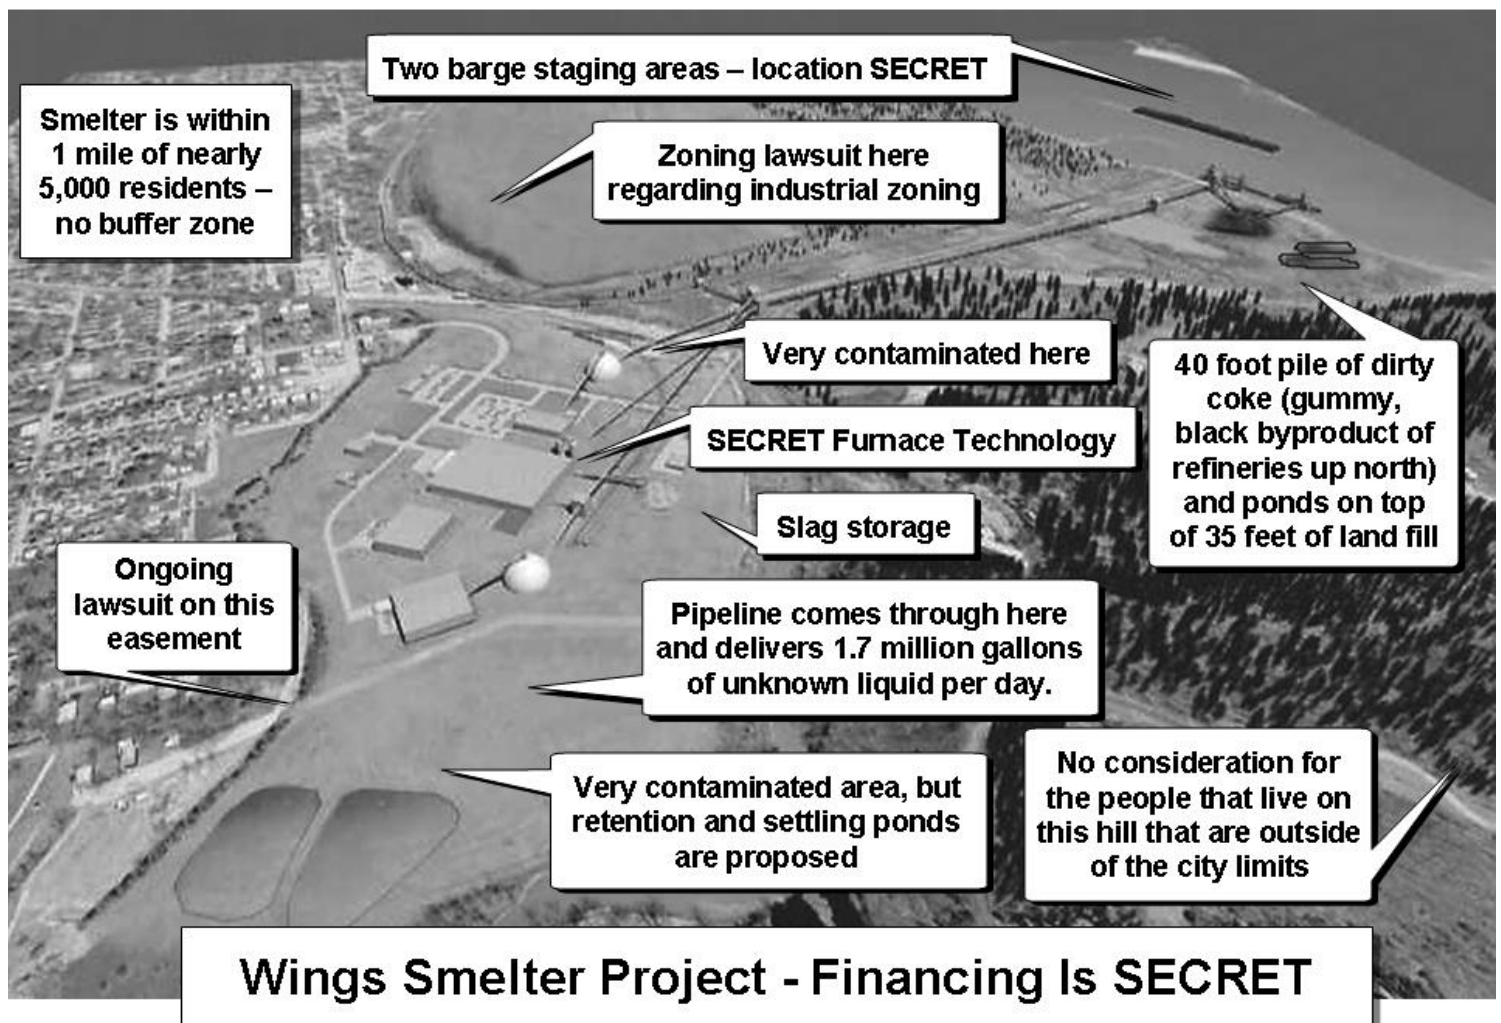 Two barge staging areas – location SECRET
Smelter is within
1 mile of nearly
5,000 residents –
no buffer zone
Zoning lawsuit here
regarding industrial zoning
Very contaminated here
40 foot pile of dirty
coke (gummy,
black byproduct of
refineries up north)
and ponds on top
of 35 feet of land fill
SECRET Furnace Technology
Slag storage
Ongoing
lawsuit on this
easement
Pipeline comes through here
and delivers 1.7 million gallons
of unknown liquid per day.
Very contaminated area, but
retention and settling ponds
are proposed
No consideration for
the people that live on
this hill that are outside
of the city limits
Wings Smelter Project - Financing Is SECRET